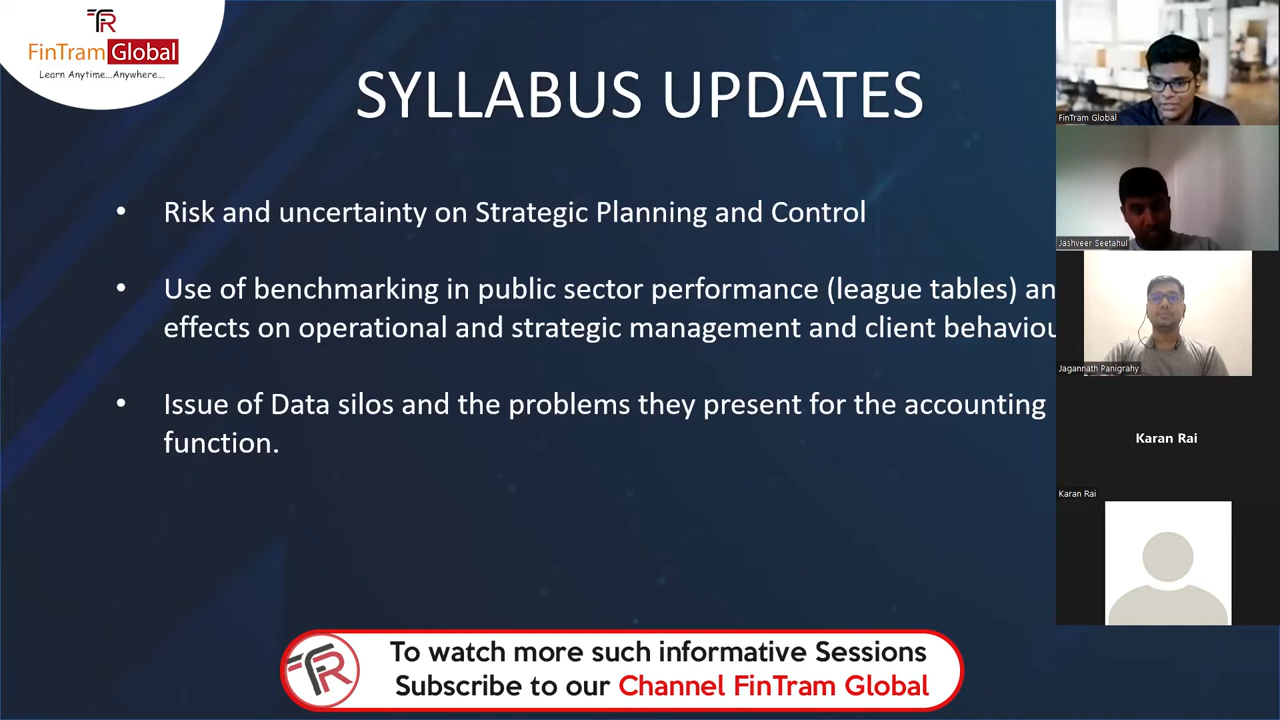 FR
FinTram Global
Learn Anytime...Anywhere...
SYLLABUS UPDATES
• Risk and uncertainty on Strategic Planning and Control
• Use of benchmarking in public sector performance (league tables) an
effects on operational and strategic management and client behaviou
• Issue of Data silos and the problems they present for the accounting
function.
FinTram Global
Jashveer Seetahul
Jagannath Panigrahy
Karan Rai
Karan Rai
FR
To watch more such informative Sessions
Subscribe to our Channel FinTram Global